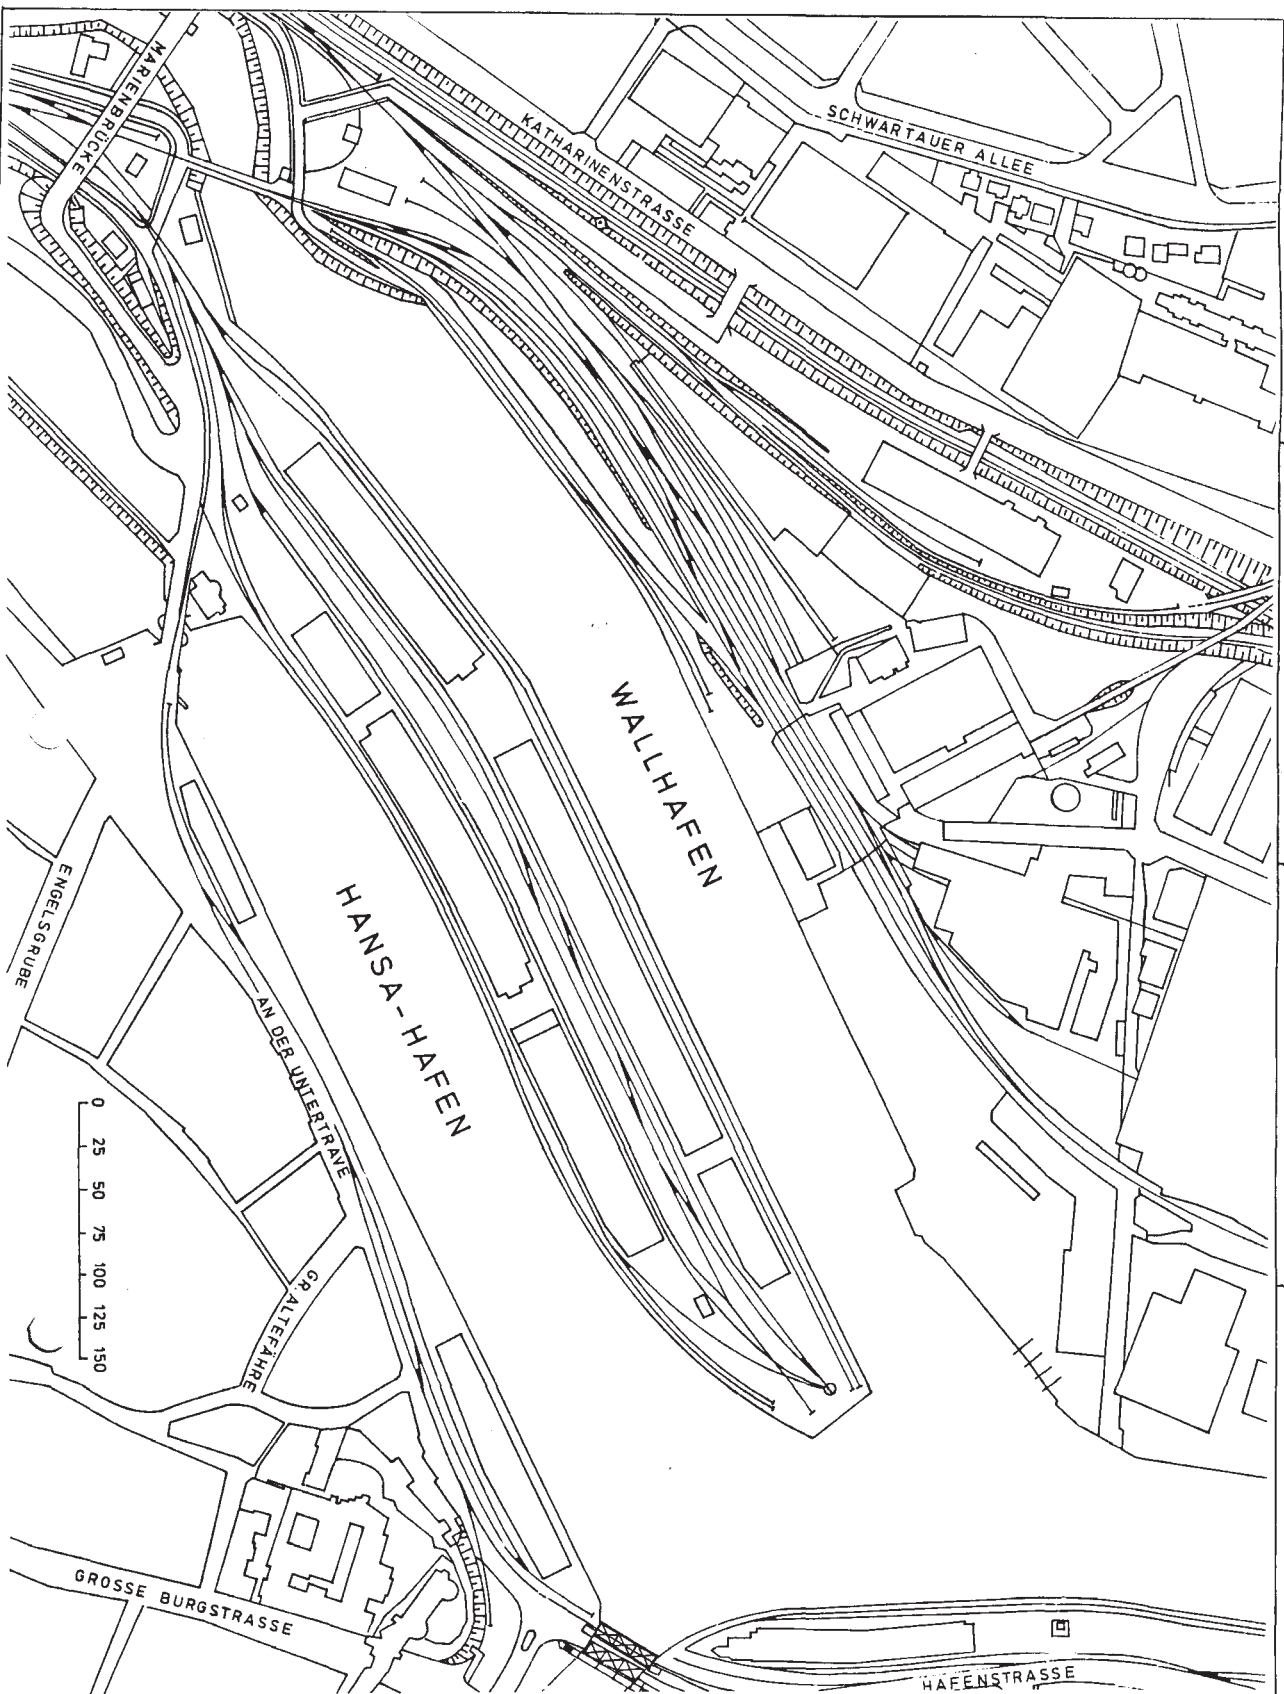 MARIENBRÜCKE
KATHARINENSTRASSE
SCHWARTAUER ALLEE
WALLHAFEN
HANSA-HAFEN
ENGELSGRUBE
AN DER UNTERTRAVE
0 25 50 75 100 125 150
GR. ALTEFÄHRE
GROSSE BURGSTRASSE
HAFENSTRASSE